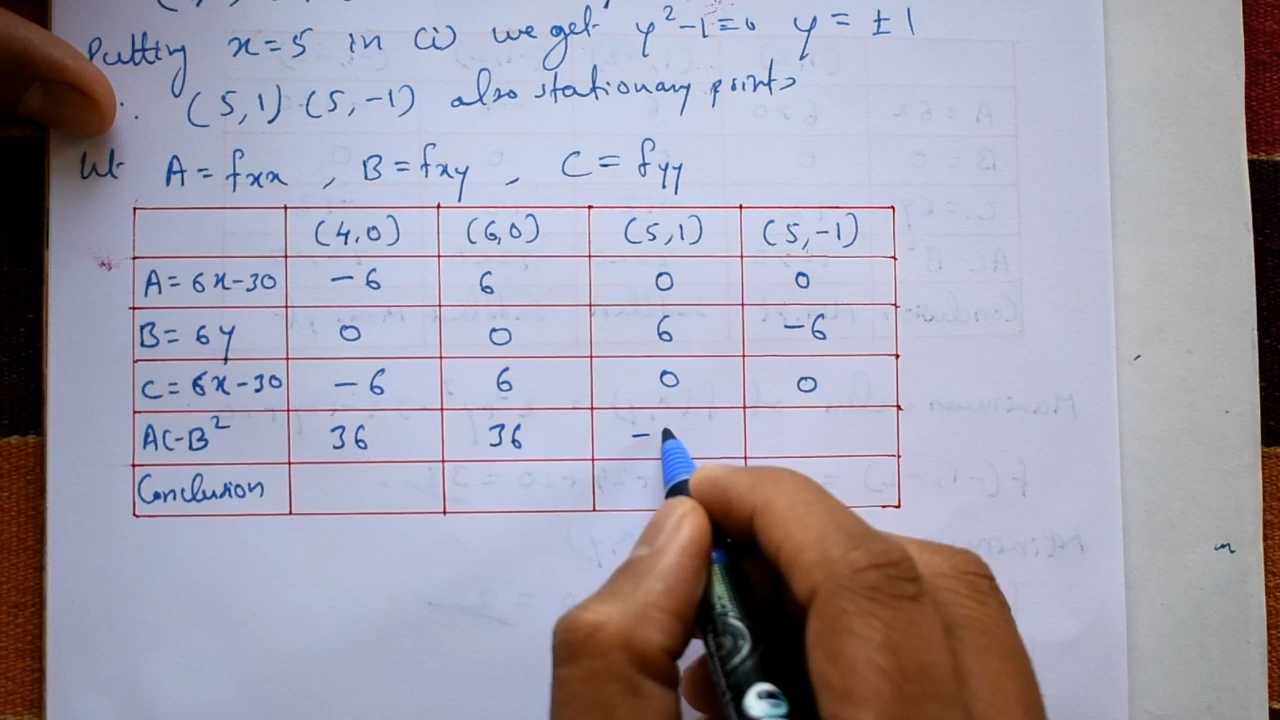 Putting x=5 in (i) we get y²-1=0 y = ±1
∴ (5,1) (5,-1) also stationary points
let A = fxx , B = fxy , C = fyy
(4,0) (6,0) (5,1) (5,-1)
A=6x-30 -6 6 0 0
B=6y 0 0 6 -6
C=6x-30 -6 6 0 0
AC-B² 36 36 -
Conclusion